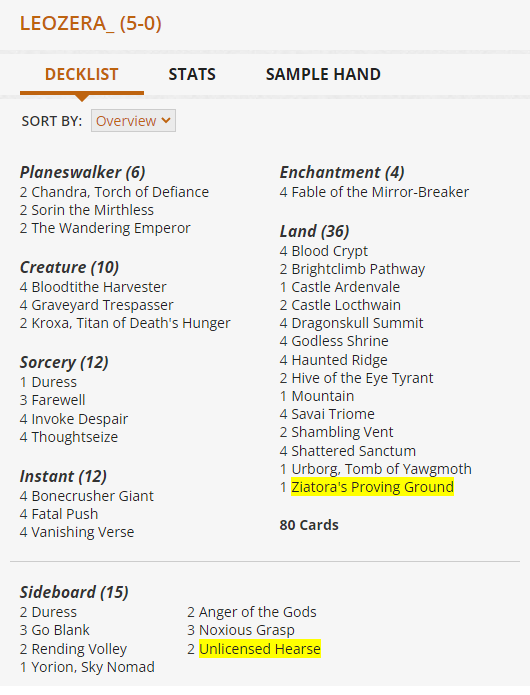 LEOZERA_ (5-0)
DECKLIST STATS SAMPLE HAND
SORT BY: Overview
Planeswalker (6)
2 Chandra, Torch of Defiance
2 Sorin the Mirthless
2 The Wandering Emperor
Creature (10)
4 Bloodtithe Harvester
4 Graveyard Trespasser
2 Kroxa, Titan of Death's Hunger
Sorcery (12)
1 Duress
3 Farewell
4 Invoke Despair
4 Thoughtseize
Instant (12)
4 Bonecrusher Giant
4 Fatal Push
4 Vanishing Verse
Enchantment (4)
4 Fable of the Mirror-Breaker
Land (36)
4 Blood Crypt
2 Brightclimb Pathway
1 Castle Ardenvale
2 Castle Locthwain
4 Dragonskull Summit
4 Godless Shrine
4 Haunted Ridge
2 Hive of the Eye Tyrant
1 Mountain
4 Savai Triome
2 Shambling Vent
4 Shattered Sanctum
1 Urborg, Tomb of Yawgmoth
1 Ziatora's Proving Ground
80 Cards
Sideboard (15)
2 Duress
3 Go Blank
2 Rending Volley
1 Yorion, Sky Nomad
2 Anger of the Gods
3 Noxious Grasp
2 Unlicensed Hearse